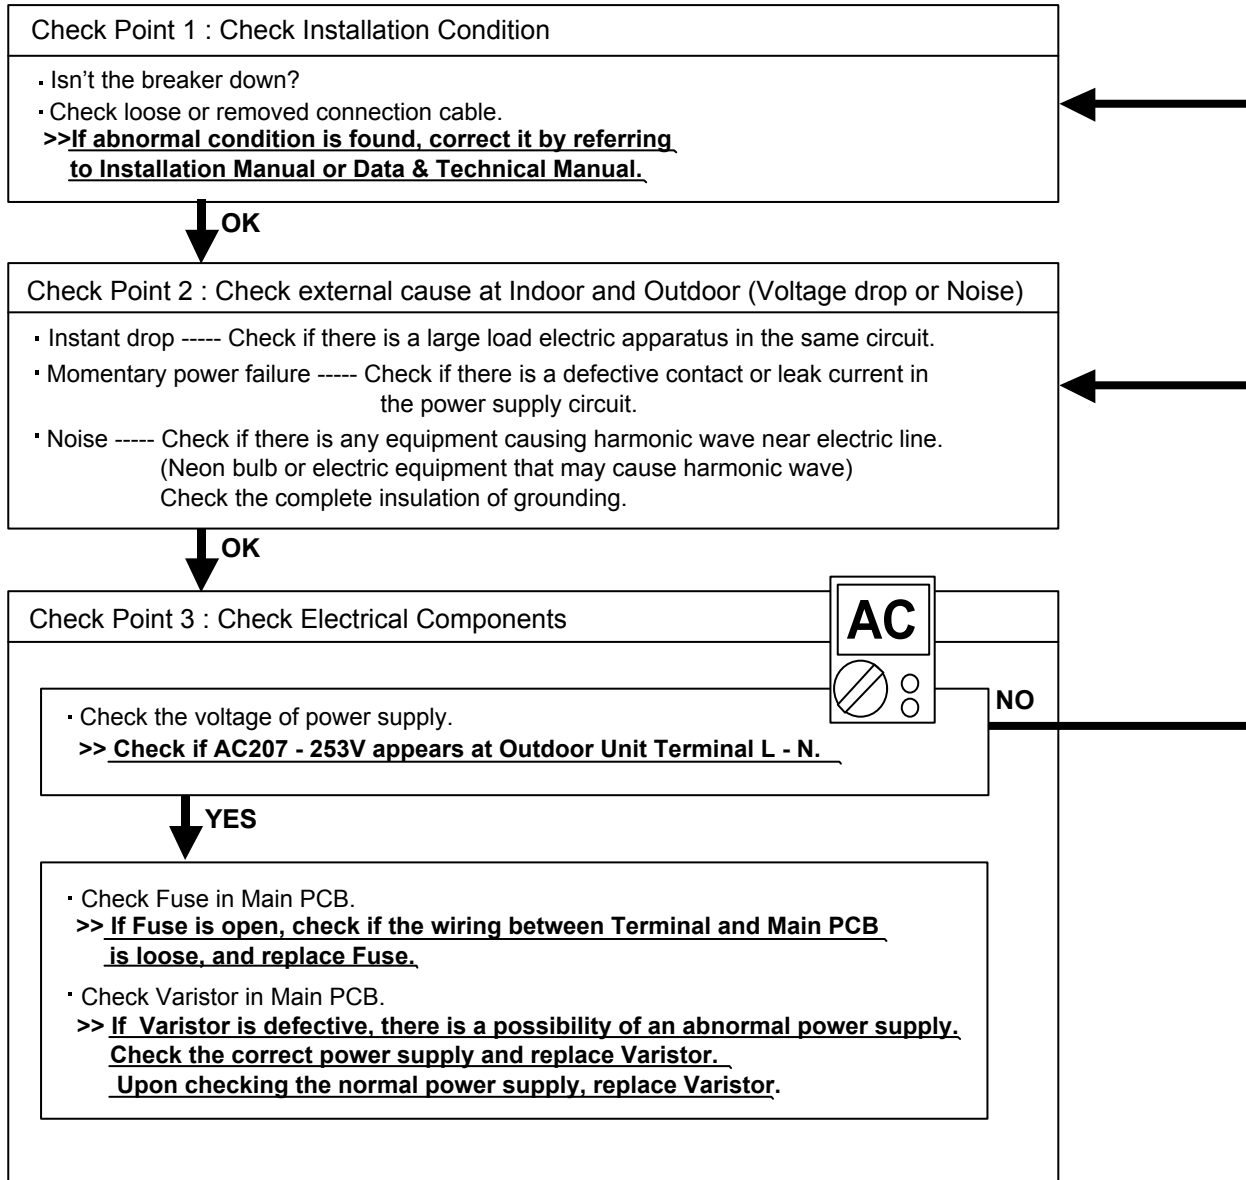 Check Point 1 : Check Installation Condition
· Isn't the breaker down?
· Check loose or removed connection cable.
>>If abnormal condition is found, correct it by referring
to Installation Manual or Data & Technical Manual.
OK
Check Point 2 : Check external cause at Indoor and Outdoor (Voltage drop or Noise)
· Instant drop ----- Check if there is a large load electric apparatus in the same circuit.
· Momentary power failure ----- Check if there is a defective contact or leak current in
the power supply circuit.
· Noise ----- Check if there is any equipment causing harmonic wave near electric line.
(Neon bulb or electric equipment that may cause harmonic wave)
Check the complete insulation of grounding.
OK
Check Point 3 : Check Electrical Components
AC
· Check the voltage of power supply.
>> Check if AC207 - 253V appears at Outdoor Unit Terminal L - N.
NO
YES
· Check Fuse in Main PCB.
>> If Fuse is open, check if the wiring between Terminal and Main PCB
is loose, and replace Fuse.
· Check Varistor in Main PCB.
>> If  Varistor is defective, there is a possibility of an abnormal power supply.
Check the correct power supply and replace Varistor.
Upon checking the normal power supply, replace Varistor.